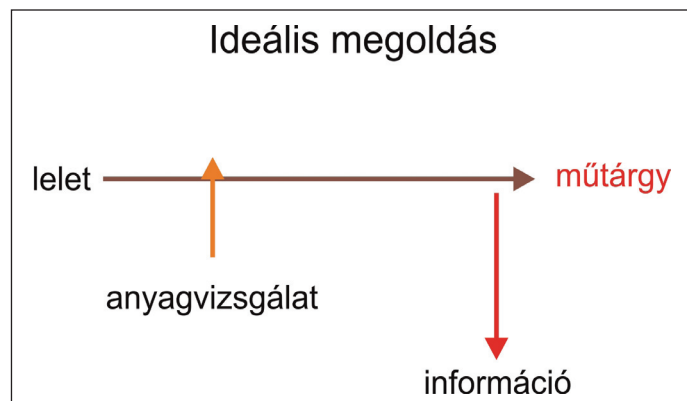 Ideális megoldás
lelet
műtárgy
anyagvizsgálat
információ